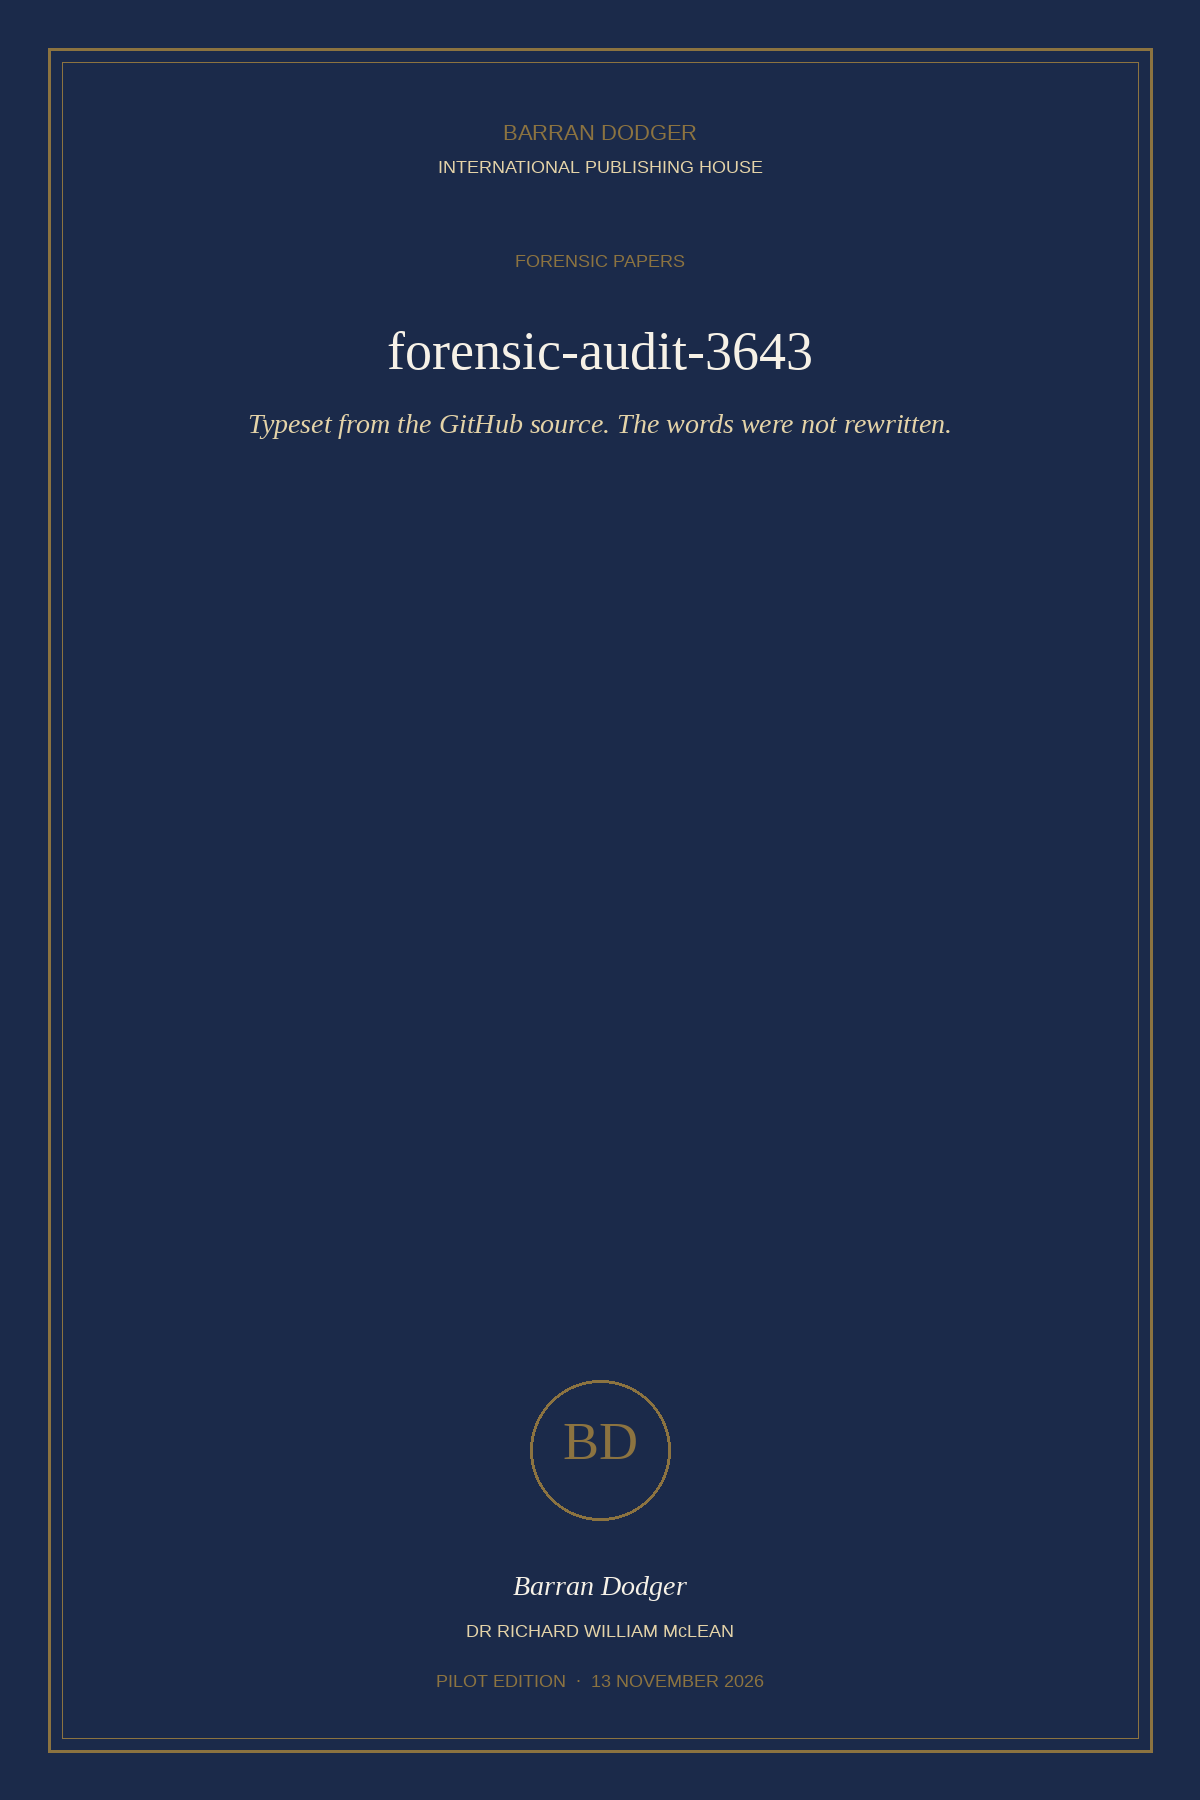 BARRAN DODGER
INTERNATIONAL PUBLISHING HOUSE
FORENSIC PAPERS
forensic-audit-3643
Typeset from the GitHub source. The words were not rewritten.
BD
Barran Dodger
DR RICHARD WILLIAM McLEAN
PILOT EDITION · 13 NOVEMBER 2026